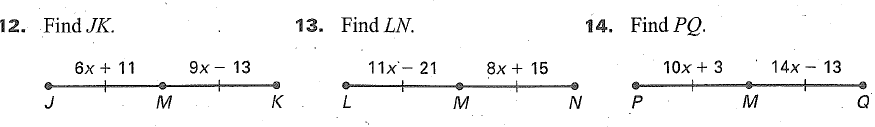 12. Find JK.
6x + 11 9x − 13
J M K
13. Find LN.
11x − 21 8x + 15
L M N
14. Find PQ.
10x + 3 14x − 13
P M Q